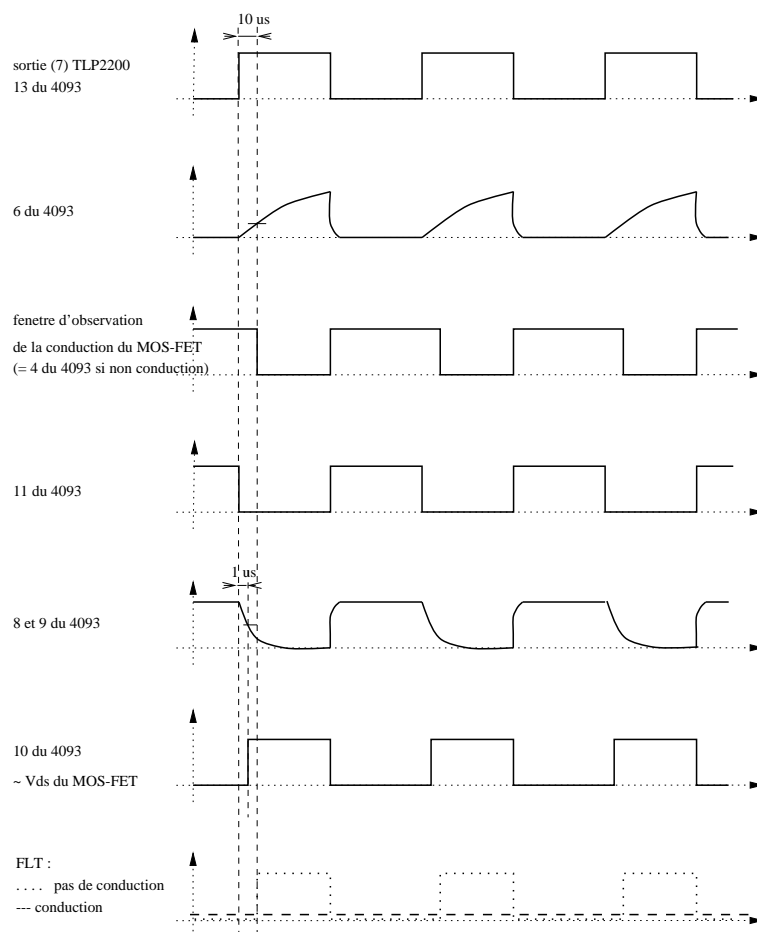 10 us
sortie (7) TLP2200
13 du 4093
6 du 4093
fenetre d'observation
de la conduction du MOS-FET
(= 4 du 4093 si non conduction)
11 du 4093
1 us
8 et 9 du 4093
10 du 4093
~ Vds du MOS-FET
FLT :
. . . . pas de conduction
--- conduction